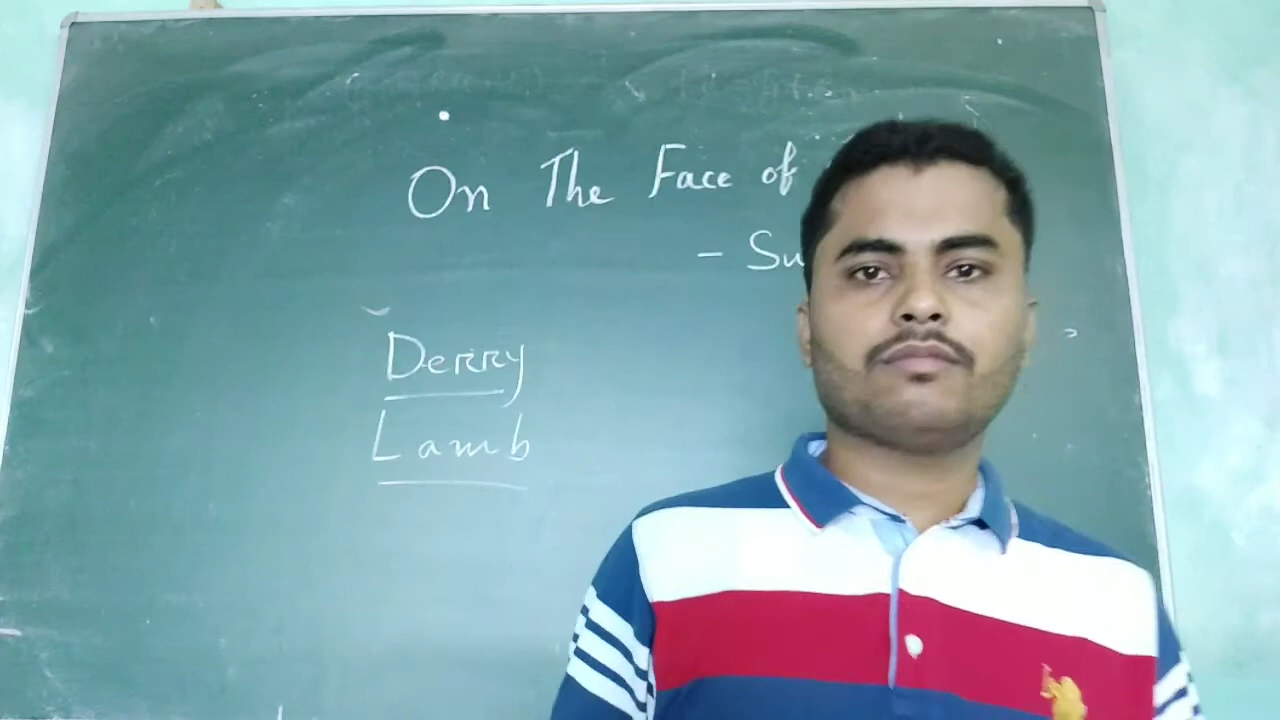 On The Face of
- Su
Derry
Lamb